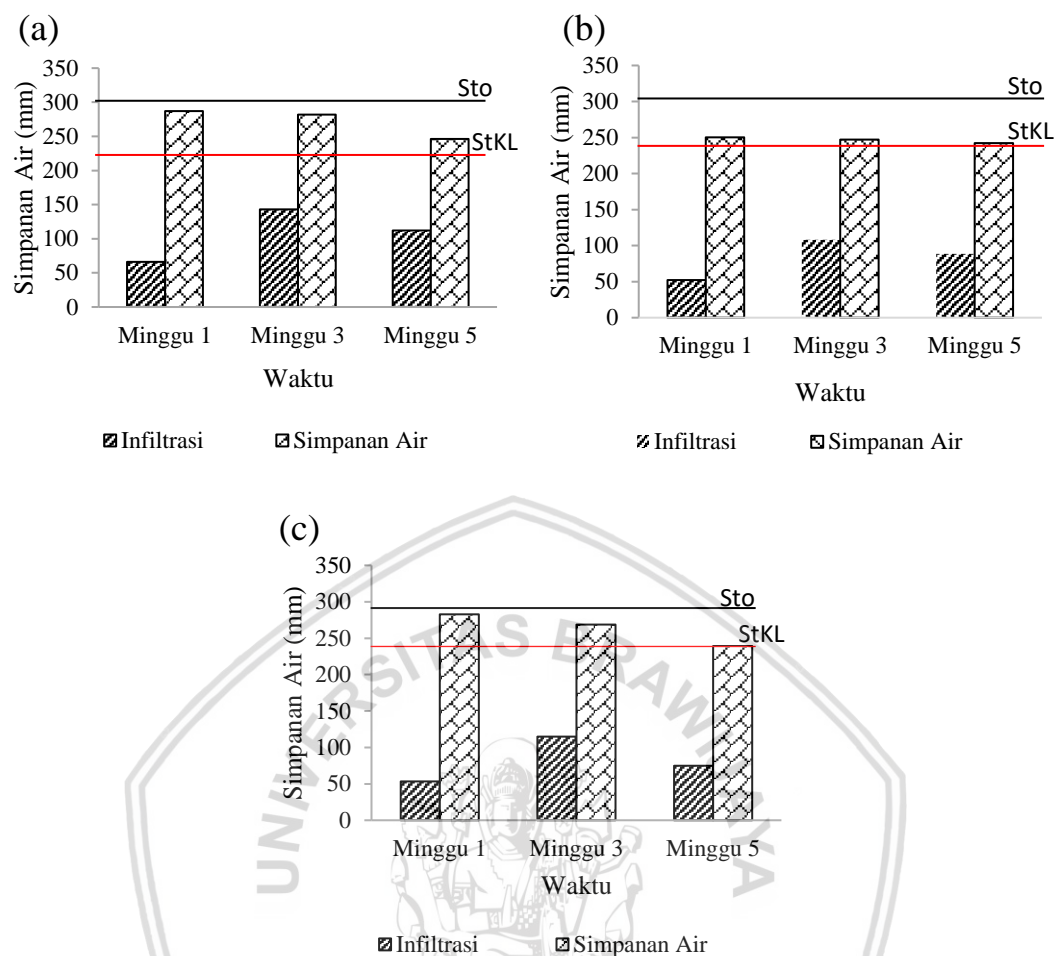 (a)
Simpanan Air (mm)
350
300
250
200
150
100
50
0
Sto
StKL
Minggu 1 Minggu 3 Minggu 5
Waktu
Infiltrasi Simpanan Air
(b)
Simpanan Air (mm)
350
300
250
200
150
100
50
0
Sto
StKL
Minggu 1 Minggu 3 Minggu 5
Waktu
Infiltrasi Simpanan Air
(c)
Simpanan Air (mm)
350
300
250
200
150
100
50
0
Sto
StKL
Minggu 1 Minggu 3 Minggu 5
Waktu
Infiltrasi Simpanan Air
UNIVERSITAS BRAWIJAYA